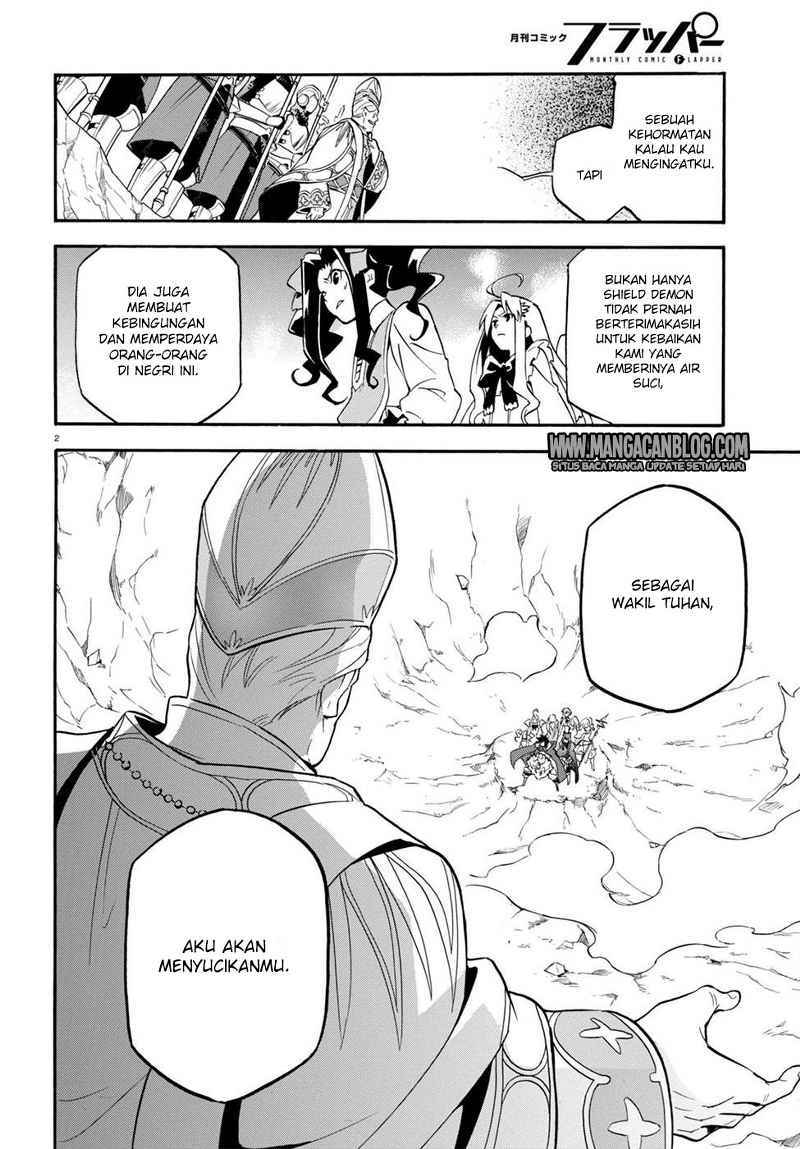 月刊コミック
フラッパー
MONTHLY COMIC FLAPPER
SEBUAH
KEHORMATAN
KALAU KAU
MENGINGATKU.
TAPI
BUKAN HANYA
SHIELD DEMON
TIDAK PERNAH
BERTERIMAKASIH
UNTUK KEBAIKAN
KAMI YANG
MEMBERINYA AIR
SUCI,
DIA JUGA
MEMBUAT
KEBINGUNGAN
DAN MEMPERDAYA
ORANG-ORANG
DI NEGRI INI.
2
WWW.MANGACANBLOG.COM
SITUS BACA MANGA UPDATE SETIAP HARI
SEBAGAI
WAKIL TUHAN,
AKU AKAN
MENYUCIKANMU.